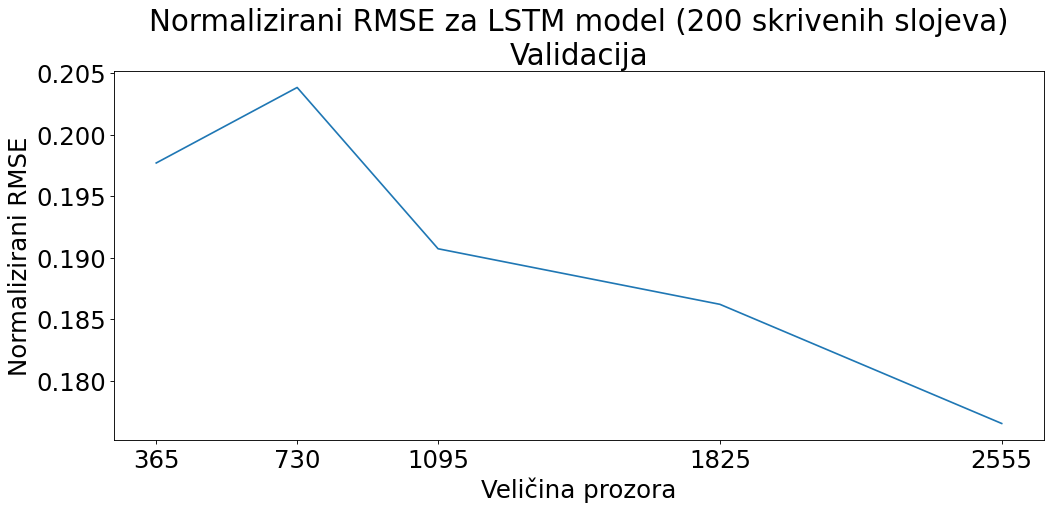 Normalizirani RMSE za LSTM model (200 skrivenih slojeva)
Validacija
0.205
0.200
0.195
0.190
0.185
0.180
Normalizirani RMSE
365 730 1095 1825 2555
Veličina prozora